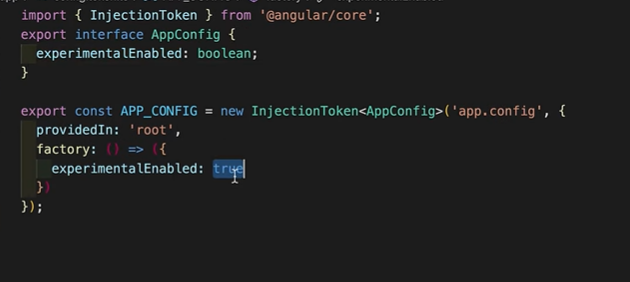 import { InjectionToken } from '@angular/core';
export interface AppConfig {
  experimentalEnabled: boolean;
}
export const APP_CONFIG = new InjectionToken<AppConfig>('app.config', {
  providedIn: 'root',
  factory: () => ({
    experimentalEnabled: true
  })
});